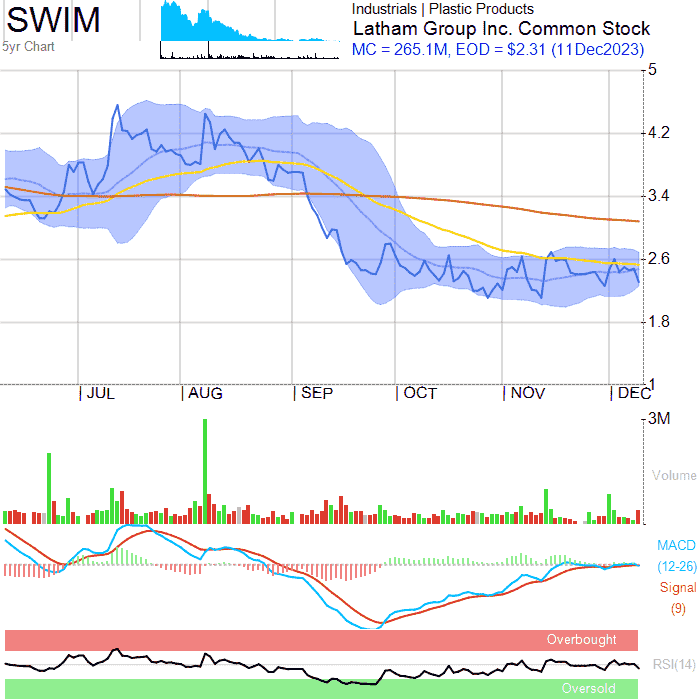 SWIM
5yr Chart
Industrials | Plastic Products
Latham Group Inc. Common Stock
MC = 265.1M, EOD = $2.31 (11Dec2023)
5
4.2
3.4
2.6
1.8
1
JUL AUG SEP OCT NOV DEC
3M
Volume
MACD
(12-26)
Signal
(9)
Overbought
RSI(14)
Oversold